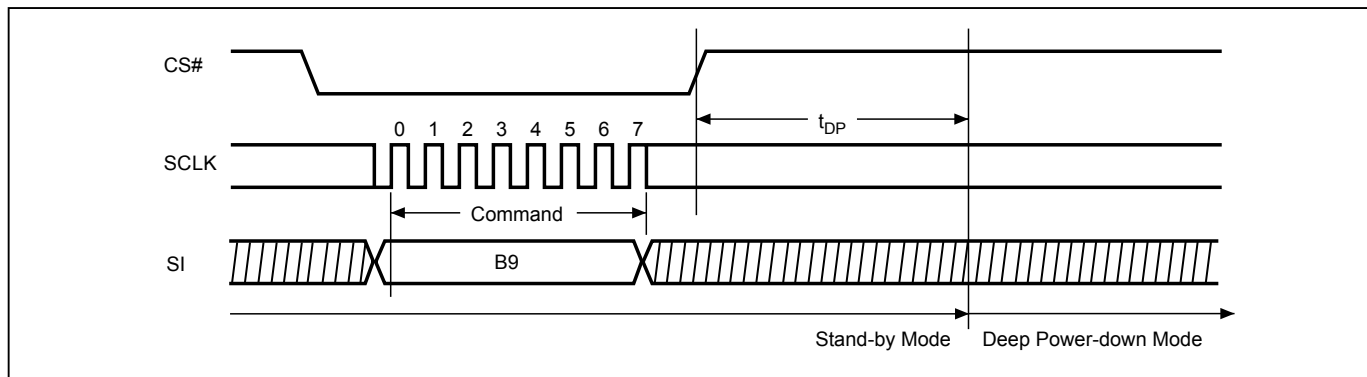 CS#
tDP
0 1 2 3 4 5 6 7
SCLK
Command
SI
B9
Stand-by Mode
Deep Power-down Mode